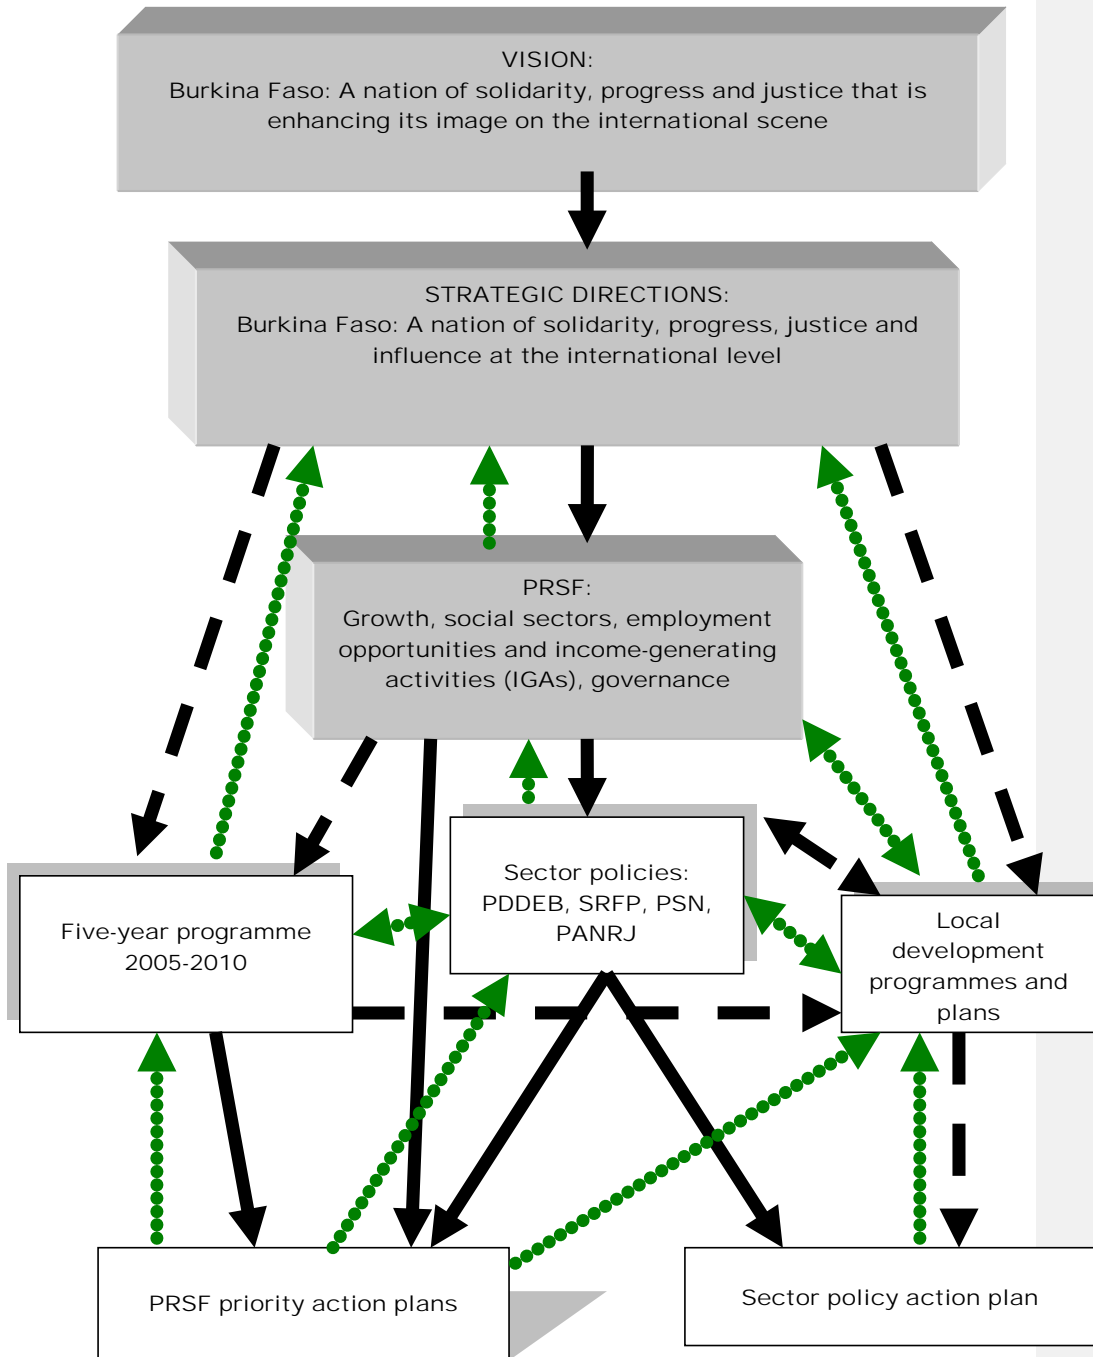 VISION:
Burkina Faso: A nation of solidarity, progress and justice that is
enhancing its image on the international scene
STRATEGIC DIRECTIONS:
Burkina Faso: A nation of solidarity, progress, justice and
influence at the international level
PRSF:
Growth, social sectors, employment
opportunities and income-generating
activities (IGAs), governance
Sector policies:
PDDEB, SRFP, PSN,
PANRJ
Five-year programme
2005-2010
Local
development
programmes and
plans
PRSF priority action plans
Sector policy action plan